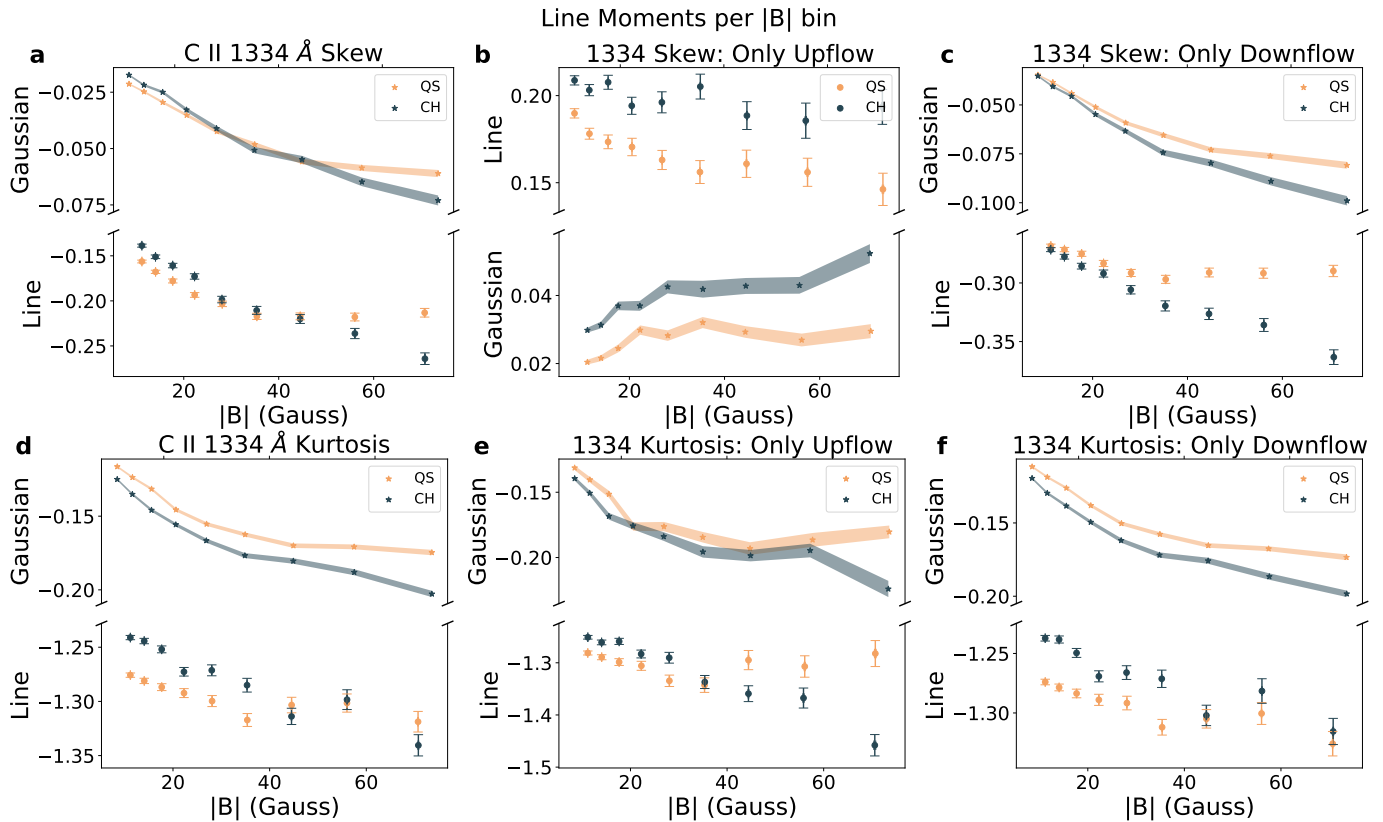 Line Moments per |B| bin
a
C II 1334 Å Skew
QS
CH
−0.025
−0.050
−0.075
Gaussian
−0.15
−0.20
−0.25
Line
20
40
60
|B| (Gauss)
b
1334 Skew: Only Upflow
QS
CH
0.20
0.15
Line
0.04
0.02
Gaussian
20
40
60
|B| (Gauss)
c
1334 Skew: Only Downflow
QS
CH
−0.050
−0.075
−0.100
Gaussian
−0.30
−0.35
Line
20
40
60
|B| (Gauss)
d
C II 1334 Å Kurtosis
QS
CH
−0.15
−0.20
Gaussian
−1.25
−1.30
−1.35
Line
20
40
60
|B| (Gauss)
e
1334 Kurtosis: Only Upflow
QS
CH
−0.15
−0.20
Gaussian
−1.3
−1.4
−1.5
Line
20
40
60
|B| (Gauss)
f
1334 Kurtosis: Only Downflow
QS
CH
−0.15
−0.20
Gaussian
−1.25
−1.30
Line
20
40
60
|B| (Gauss)